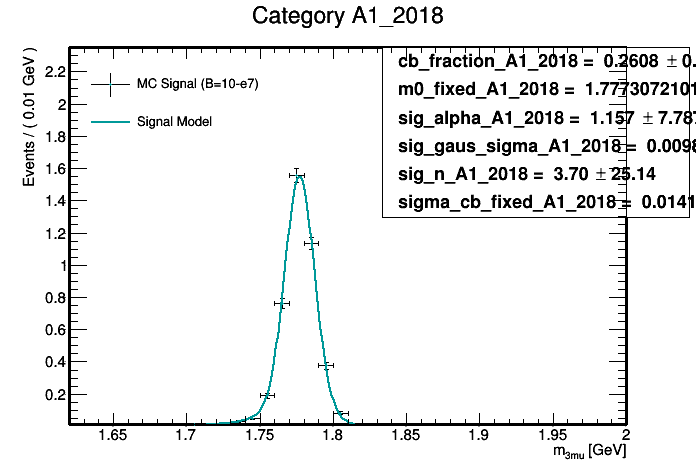 Category A1_2018
Events / ( 0.01 GeV )
MC Signal (B=10-e7)
Signal Model
cb_fraction_A1_2018 = 0.2608 ± 0.
m0_fixed_A1_2018 = 1.7773072101
sig_alpha_A1_2018 = 1.157 ± 7.787
sig_gaus_sigma_A1_2018 = 0.0098
sig_n_A1_2018 = 3.70 ± 25.14
sigma_cb_fixed_A1_2018 = 0.0141
2.2
2
1.8
1.6
1.4
1.2
1
0.8
0.6
0.4
0.2
1.65 1.7 1.75 1.8 1.85 1.9 1.95 2
m3mu [GeV]